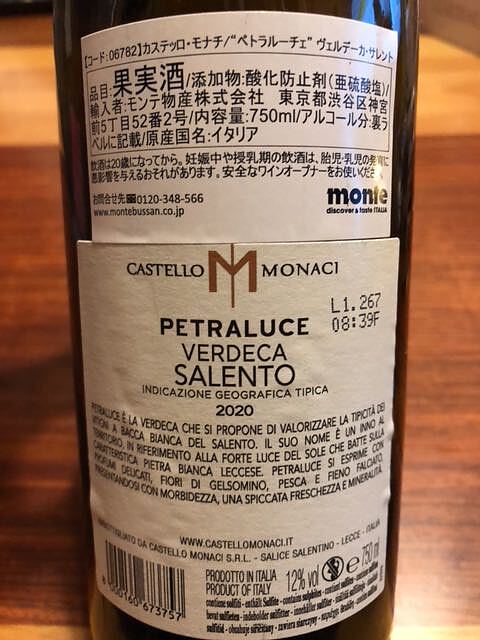 【コード:06782】カステッロ・モナチ/"ペトラルーチェ" ヴェルデーカ・サレント
品目:果実酒/添加物:酸化防止剤(亜硫酸塩)/
輸入者:モンテ物産株式会社 東京都渋谷区神宮
前5丁目52番2号/内容量:750ml/アルコール分:裏ラ
ベルに記載/原産国名:イタリア
飲酒は20歳になってから。妊娠中や授乳期の飲酒は、胎児・乳児の発育に
悪影響を与えるおそれがあります。安全なワインオープナーをお使いください。
お問合せ先 0120-348-566
www.montebussan.co.jp
monte
discover & taste ITALIA
CASTELLO M MONACI
L1.267
08:39F
PETRALUCE
VERDECA
SALENTO
INDICAZIONE GEOGRAFICA TIPICA
2020
PETRALUCE È LA VERDECA CHE SI PROPONE DI VALORIZZARE LA TIPICITÀ DEI
VITIGNI A BACCA BIANCA DEL SALENTO. IL SUO NOME È UN INNO AL
TERRITORIO, IN RIFERIMENTO ALLA FORTE LUCE DEL SOLE CHE BATTE SULLA
CARATTERISTICA PIETRA BIANCA LECCESE. PETRALUCE SI ESPRIME CON
PROFUMI DELICATI, FIORI DI GELSOMINO, PESCA E FIENO FALCIATO,
PRESENTANDOSI CON MORBIDEZZA, UNA SPICCATA FRESCHEZZA E MINERALITÀ.
WWW.CASTELLOMONACI.IT
IMBOTTIGLIATO DA CASTELLO MONACI S.R.L. - SALICE SALENTINO - LECCE - ITALIA
PRODOTTO IN ITALIA
PRODUCT OF ITALY
12% vol
e 750 ml
contiene solfiti - enthält Sulfite - contains sulphites -
8 000160 673757